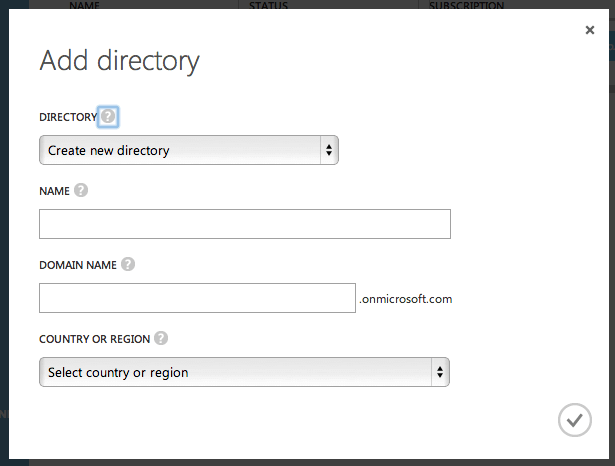 NAME STATUS SUBSCRIPTION
Add directory
DIRECTORY ?
Create new directory
NAME ?
DOMAIN NAME ?
.onmicrosoft.com
COUNTRY OR REGION ?
Select country or region